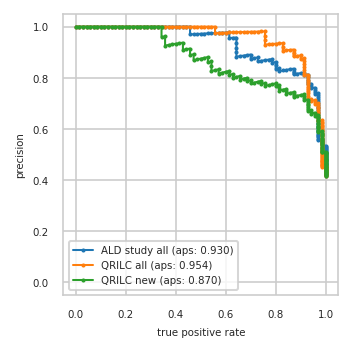 1.0
0.8
0.6
0.4
0.2
0.0
precision
ALD study all (aps: 0.930)
QRILC all (aps: 0.954)
QRILC new (aps: 0.870)
0.0 0.2 0.4 0.6 0.8 1.0
true positive rate